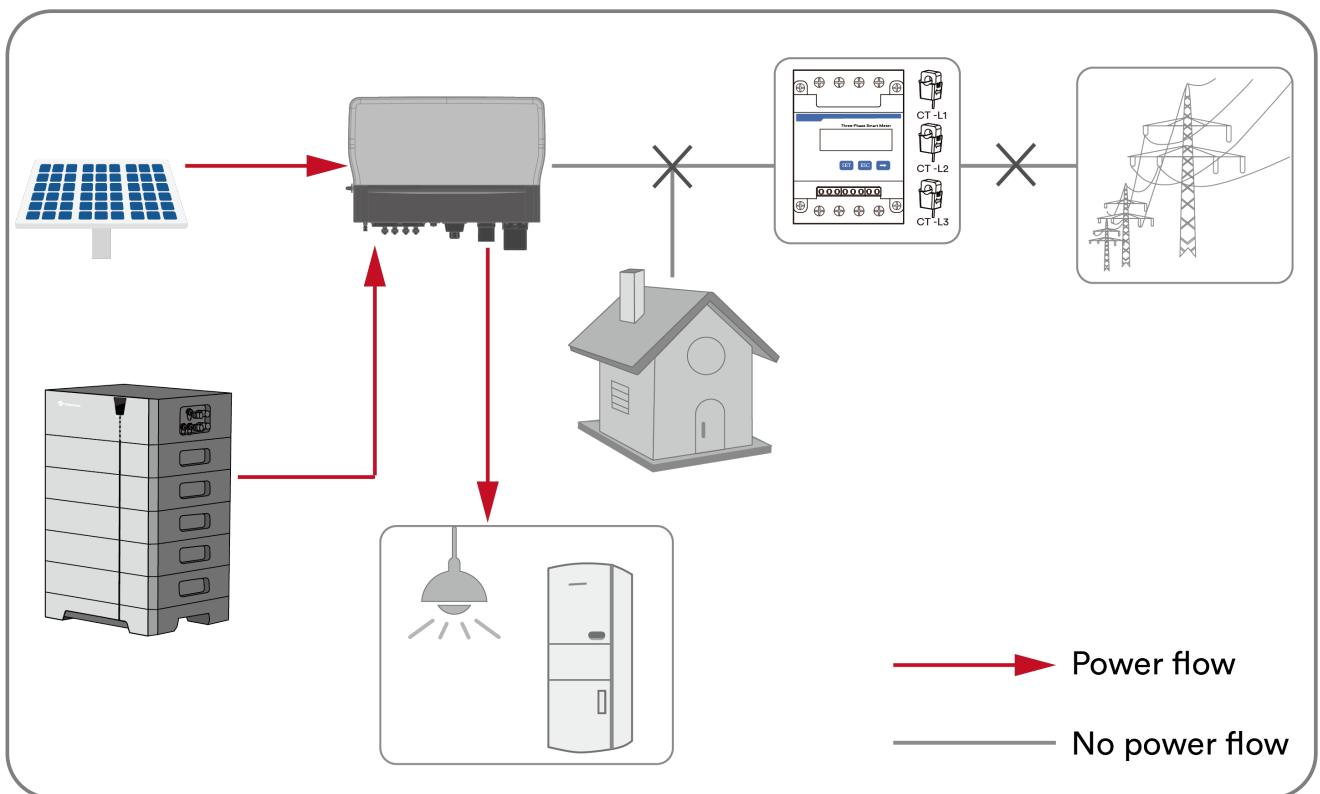 Three Phase Smart Meter
SET ESC
CT -L1
CT -L2
CT -L3
Power flow
No power flow